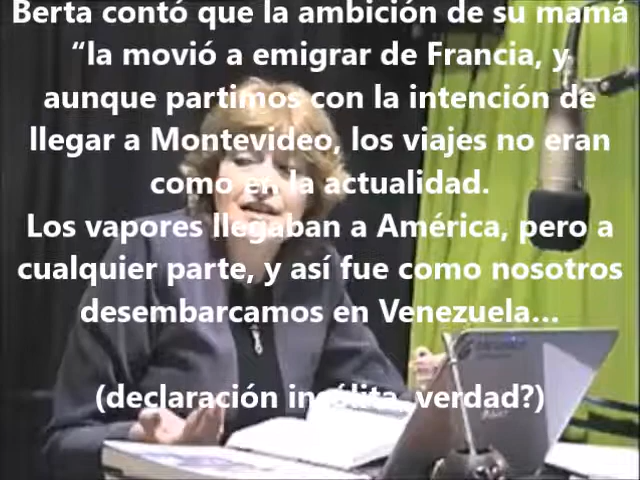 Berta contó que la ambición de su mamá
“la movió a emigrar de Francia, y
aunque partimos con la intención de
llegar a Montevideo, los viajes no eran
como en la actualidad.
Los vapores llegaban a América, pero a
cualquier parte, y así fue como nosotros
desembarcamos en Venezuela...
(declaración insólita, verdad?)